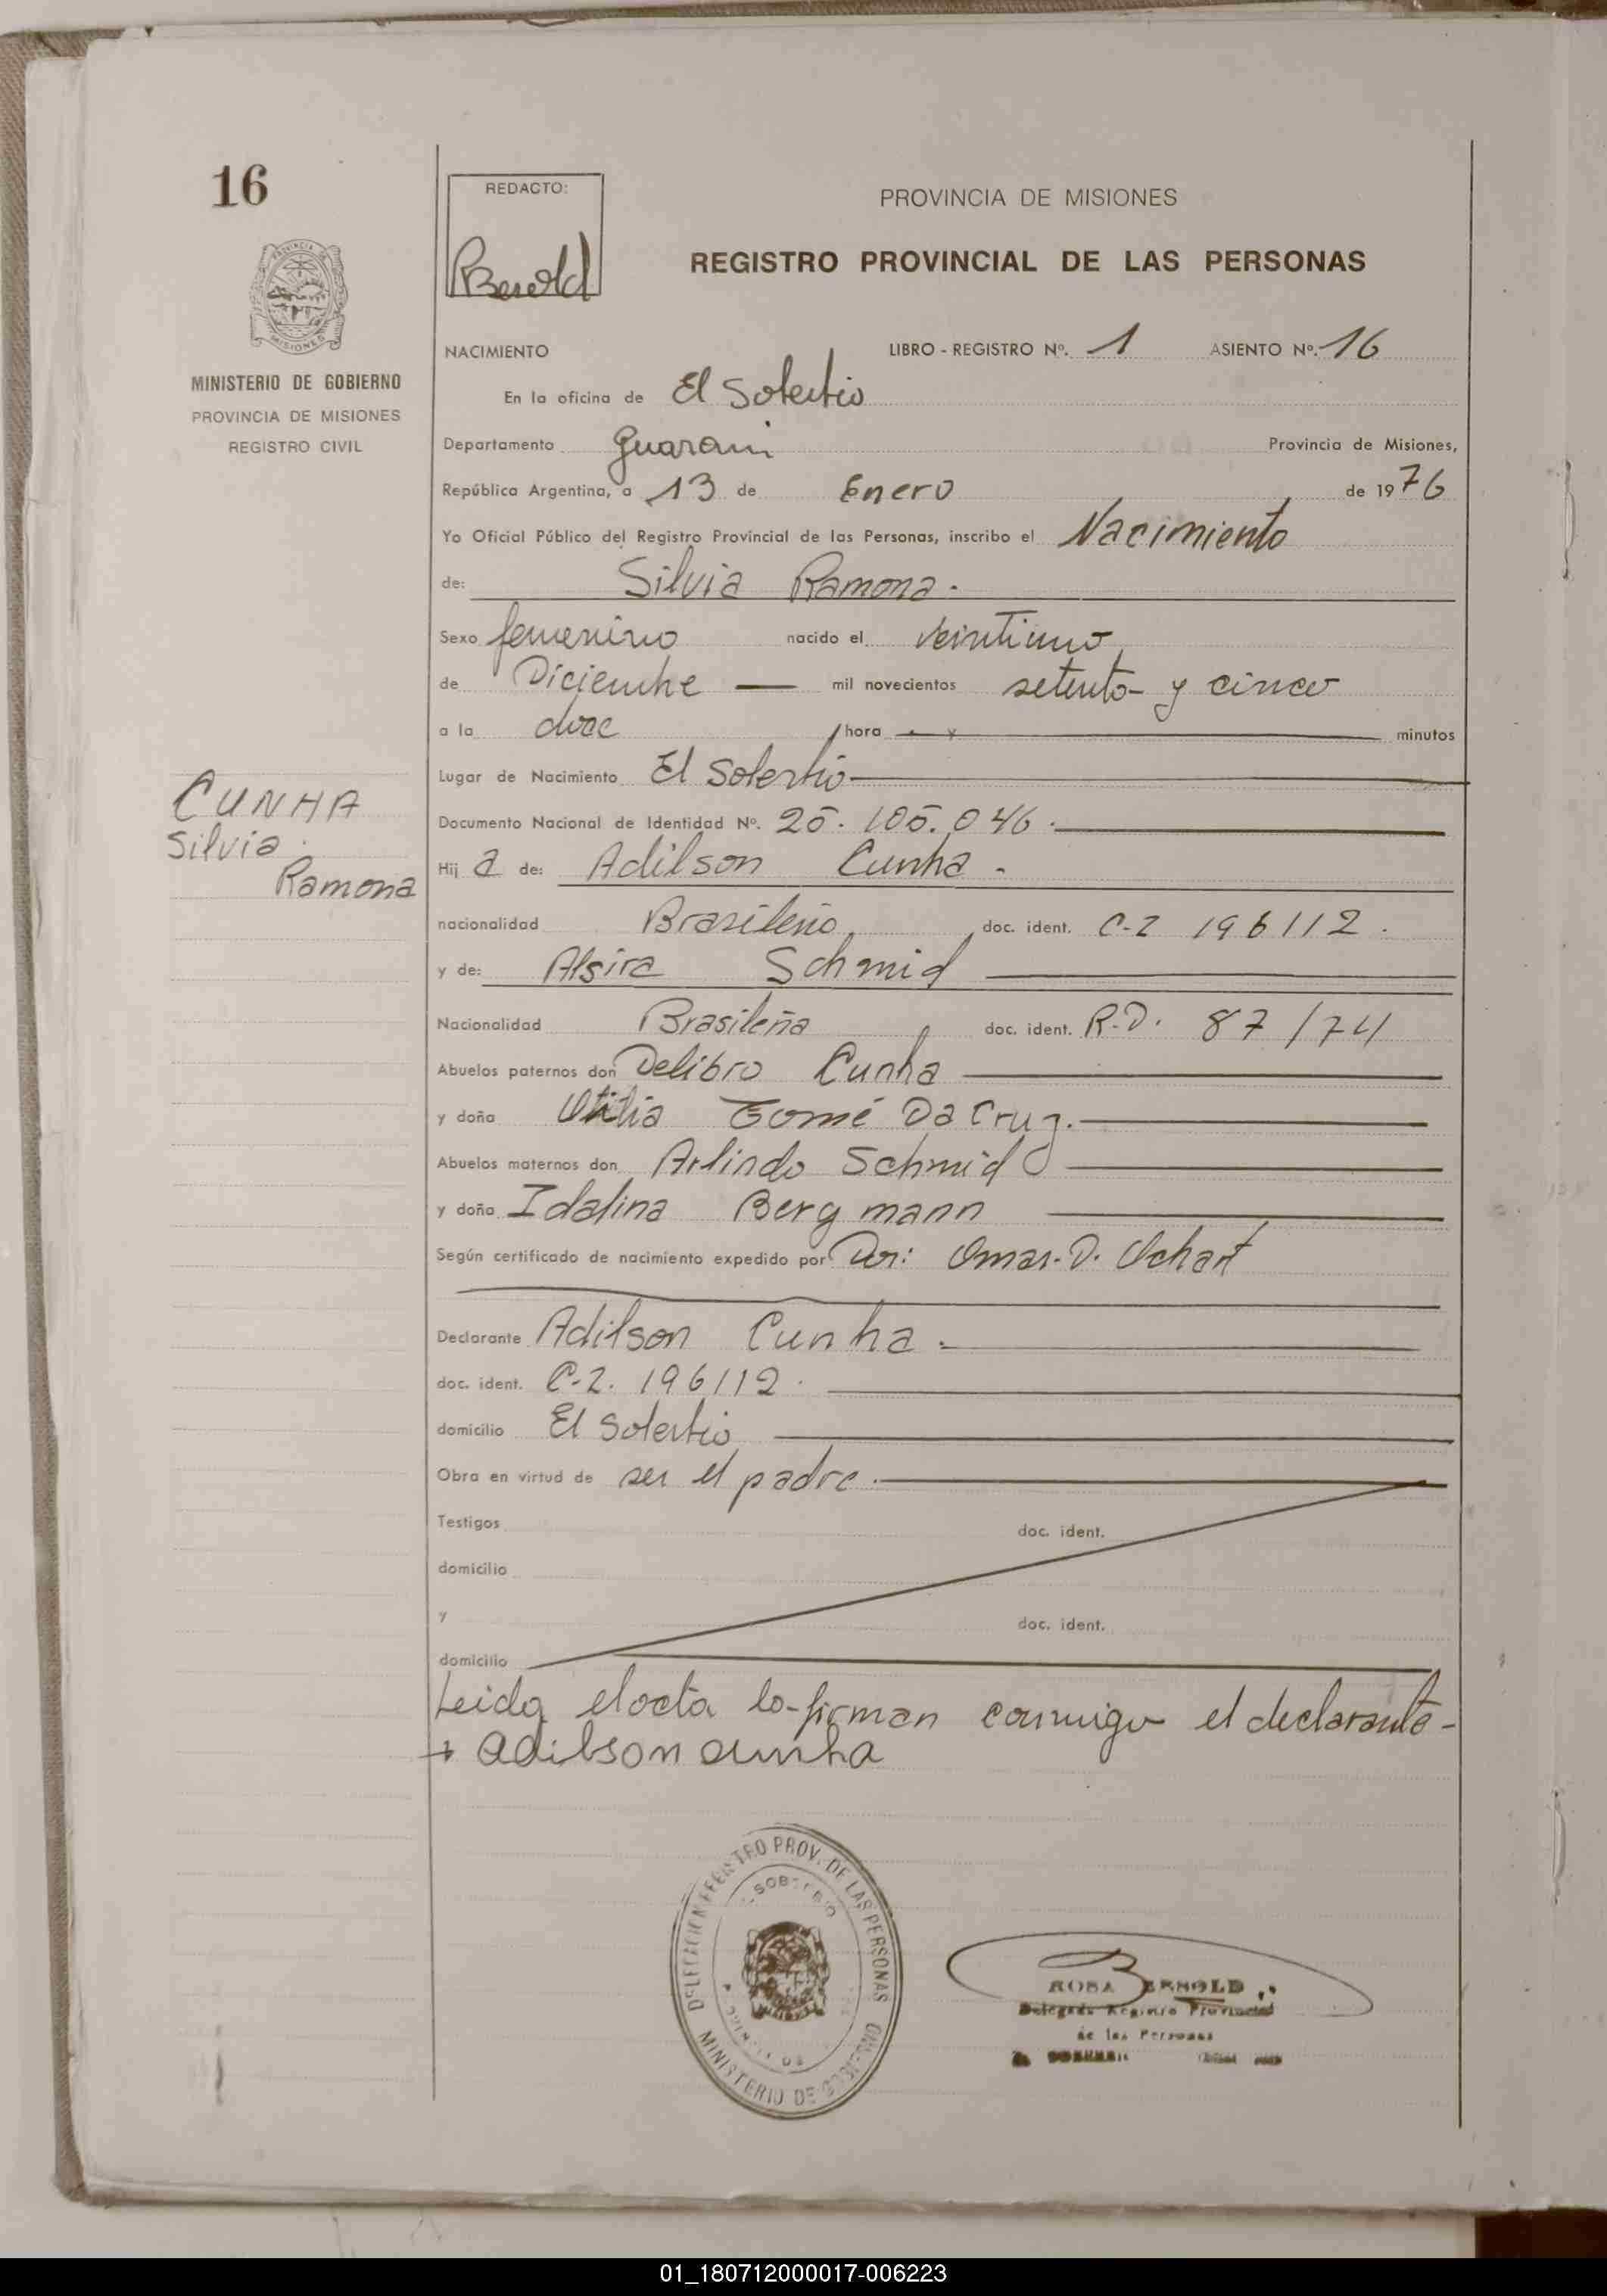 16
REDACTO:
PROVINCIA DE MISIONES
REGISTRO PROVINCIAL DE LAS PERSONAS
MINISTERIO DE GOBIERNO
PROVINCIA DE MISIONES
REGISTRO CIVIL
NACIMIENTO LIBRO - REGISTRO Nº. 1 ASIENTO Nº. 16
En la oficina de El Soberbio
Departamento Guarani Provincia de Misiones,
República Argentina, a 13 de Enero de 1976
Yo Oficial Público del Registro Provincial de las Personas, inscribo el Nacimiento
de: Silvia Ramona.
Sexo femenino nacido el veintiuno
de Diciembre — mil novecientos setenta y cinco
a la doce hora y minutos
Lugar de Nacimiento El Soberbio
CUNHA
Silvia
Ramona
Documento Nacional de Identidad Nº. 25.105.046.
Hij a de: Adilson Cunha.
nacionalidad Brasileño doc. ident. C-2 196112.
y de: Alsira Schmid
Nacionalidad Brasileña doc. ident. R.D. 87/74
Abuelos paternos don Delibro Cunha
y doña Otilia Tomé Da Cruz.
Abuelos maternos don Arlindo Schmid
y doña Idalina Bergmann
Según certificado de nacimiento expedido por Dr: Omar. D. Ochart
Declarante Adilson Cunha.
doc. ident. C-2. 196112.
domicilio El Soberbio
Obra en virtud de ser el padre.
Testigos doc. ident.
domicilio
y doc. ident.
domicilio
Leida el acta lo firman conmigo el declarante-
+ adilson cunha
REGISTRO PROV. DE LAS PERSONAS
MINISTERIO DE GOBIERNO
ROSA BERNOLD
Delegada Registro Provincial
de las Personas
01_180712000017-006223